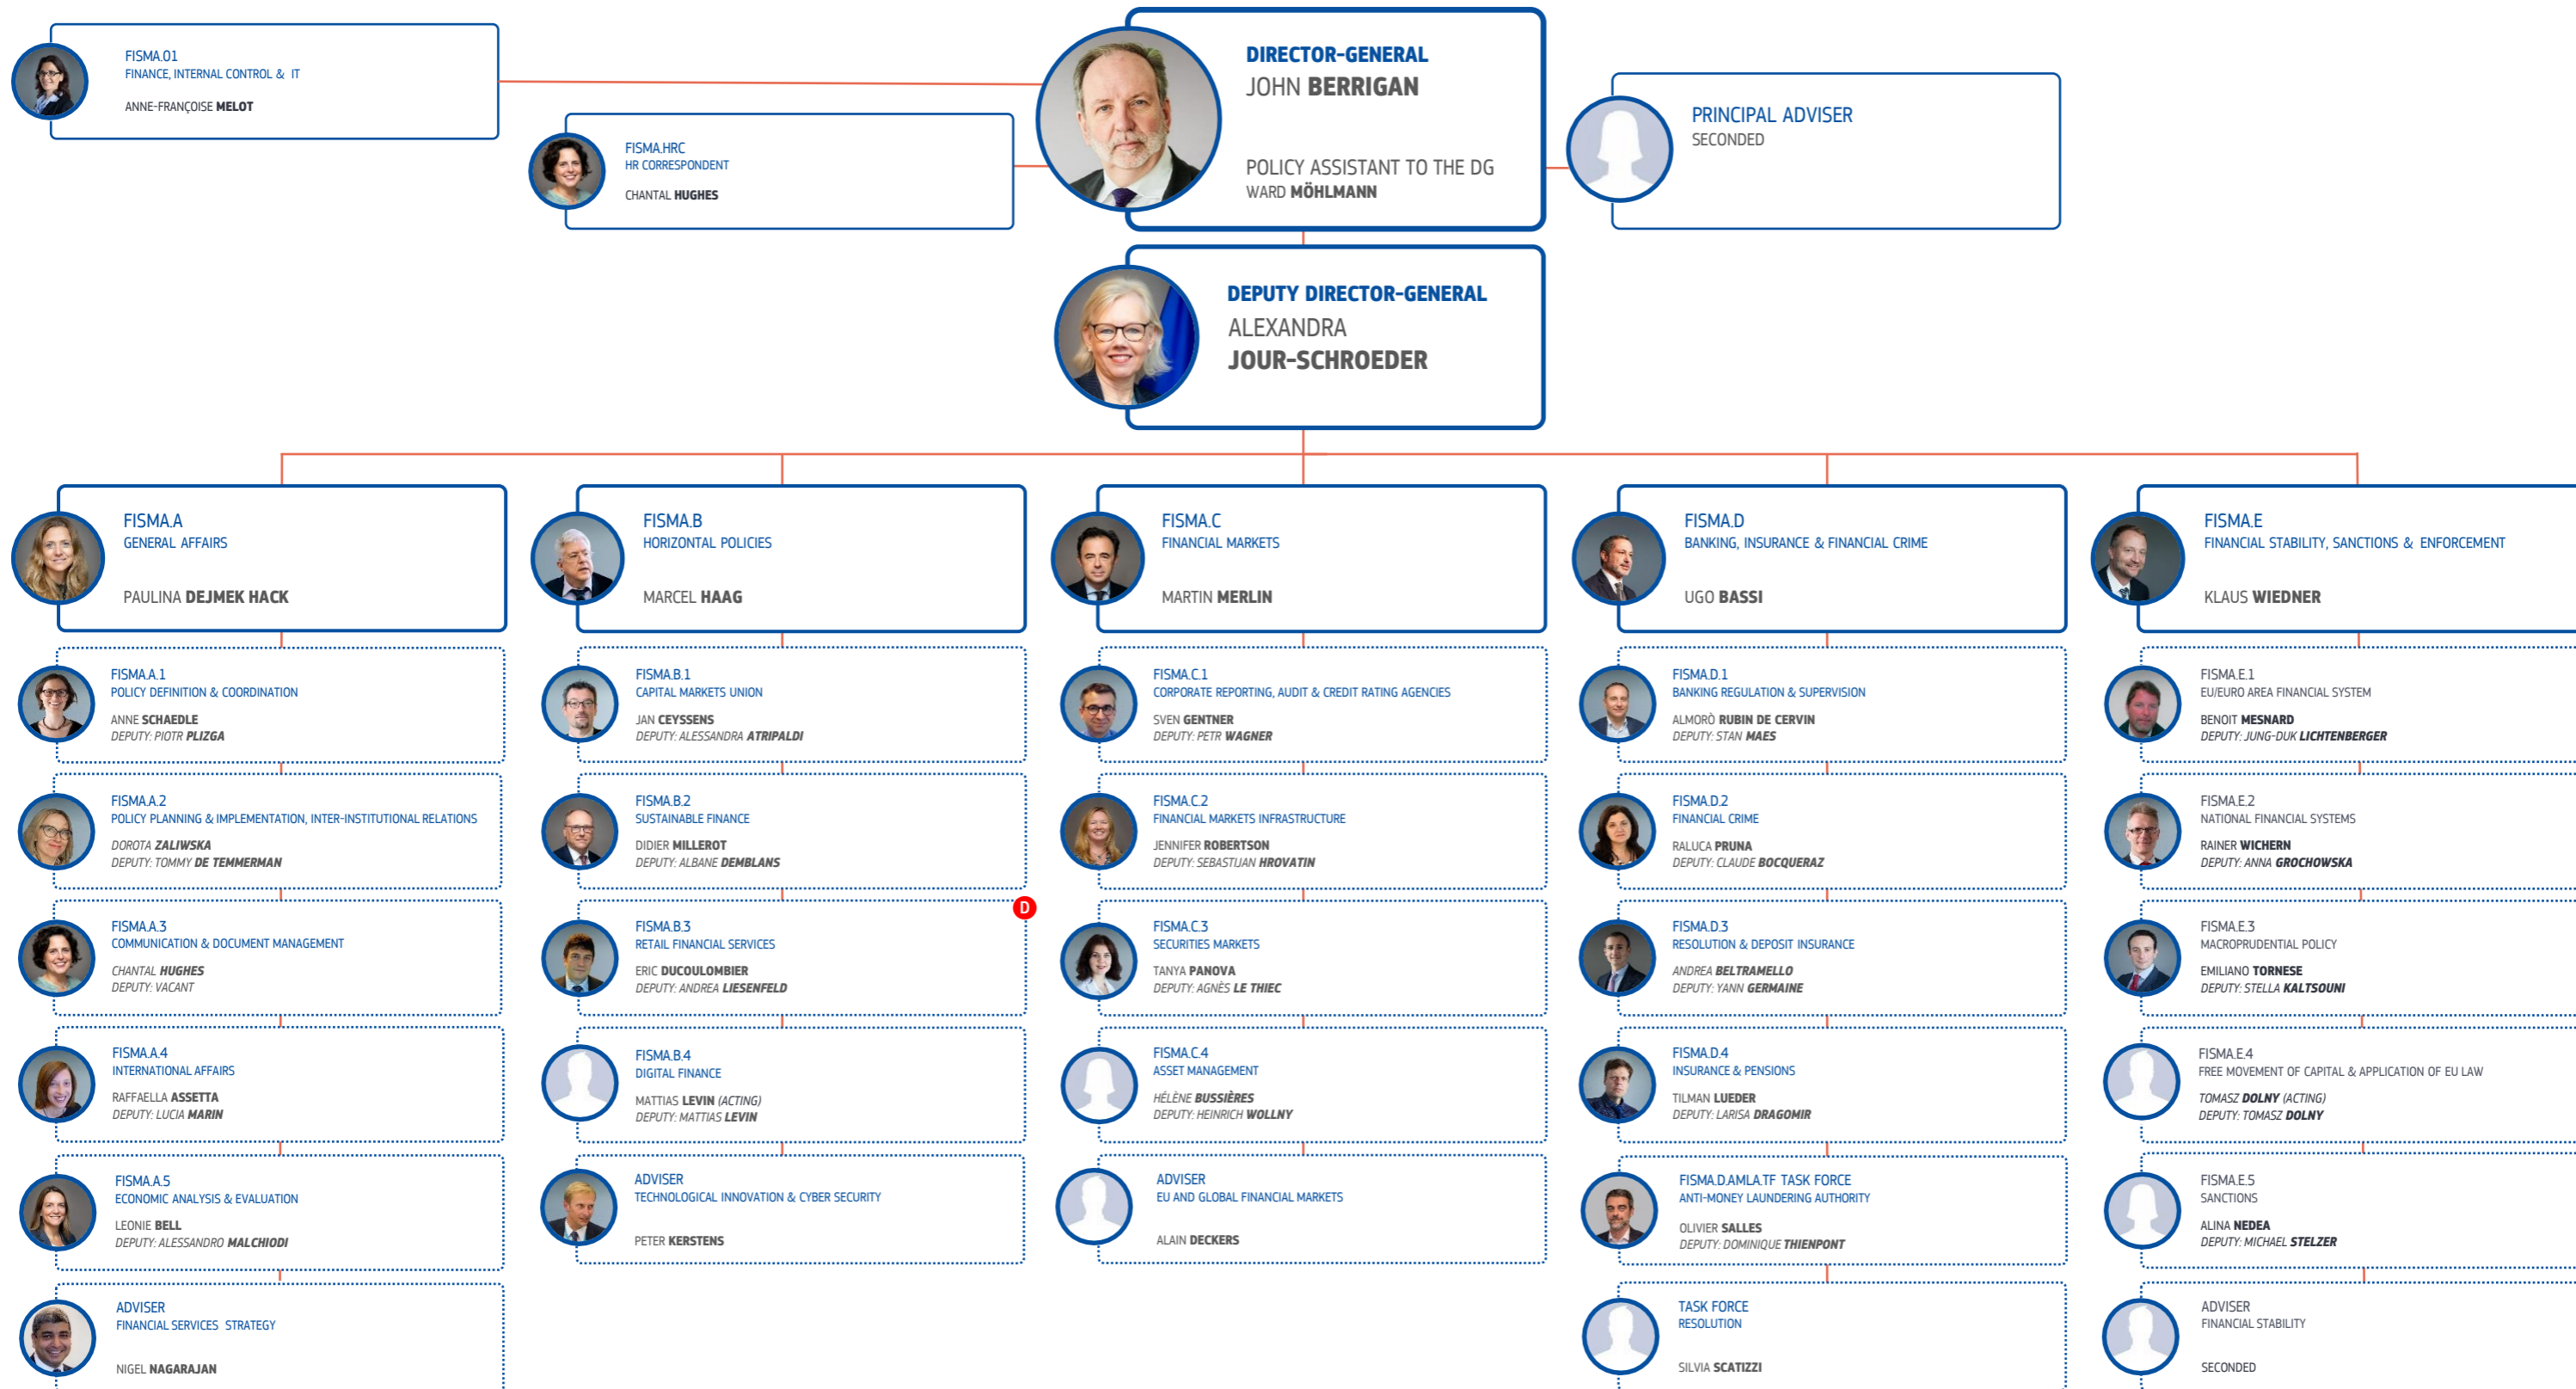 FISMA.01
FINANCE, INTERNAL CONTROL & IT
ANNE-FRANÇOISE MELOT
FISMA.HRC
HR CORRESPONDENT
CHANTAL HUGHES
DIRECTOR-GENERAL
JOHN BERRIGAN
POLICY ASSISTANT TO THE DG
WARD MÖHLMANN
PRINCIPAL ADVISER
SECONDED
DEPUTY DIRECTOR-GENERAL
ALEXANDRA
JOUR-SCHROEDER
FISMA.A
GENERAL AFFAIRS
PAULINA DEJMEK HACK
FISMA.A.1
POLICY DEFINITION & COORDINATION
ANNE SCHAEDLE
DEPUTY: PIOTR PLIZGA
FISMA.A.2
POLICY PLANNING & IMPLEMENTATION, INTER-INSTITUTIONAL RELATIONS
DOROTA ZALIWSKA
DEPUTY: TOMMY DE TEMMERMAN
FISMA.A.3
COMMUNICATION & DOCUMENT MANAGEMENT
CHANTAL HUGHES
DEPUTY: VACANT
FISMA.A.4
INTERNATIONAL AFFAIRS
RAFFAELLA ASSETTA
DEPUTY: LUCIA MARIN
FISMA.A.5
ECONOMIC ANALYSIS & EVALUATION
LEONIE BELL
DEPUTY: ALESSANDRO MALCHIODI
ADVISER
FINANCIAL SERVICES STRATEGY
NIGEL NAGARAJAN
FISMA.B
HORIZONTAL POLICIES
MARCEL HAAG
FISMA.B.1
CAPITAL MARKETS UNION
JAN CEYSSENS
DEPUTY: ALESSANDRA ATRIPALDI
FISMA.B.2
SUSTAINABLE FINANCE
DIDIER MILLEROT
DEPUTY: ALBANE DEMBLANS
D
FISMA.B.3
RETAIL FINANCIAL SERVICES
ERIC DUCOULOMBIER
DEPUTY: ANDREA LIESENFELD
FISMA.B.4
DIGITAL FINANCE
MATTIAS LEVIN (ACTING)
DEPUTY: MATTIAS LEVIN
ADVISER
TECHNOLOGICAL INNOVATION & CYBER SECURITY
PETER KERSTENS
FISMA.C
FINANCIAL MARKETS
MARTIN MERLIN
FISMA.C.1
CORPORATE REPORTING, AUDIT & CREDIT RATING AGENCIES
SVEN GENTNER
DEPUTY: PETR WAGNER
FISMA.C.2
FINANCIAL MARKETS INFRASTRUCTURE
JENNIFER ROBERTSON
DEPUTY: SEBASTIJAN HROVATIN
FISMA.C.3
SECURITIES MARKETS
TANYA PANOVA
DEPUTY: AGNÈS LE THIEC
FISMA.C.4
ASSET MANAGEMENT
HÉLÈNE BUSSIÈRES
DEPUTY: HEINRICH WOLLNY
ADVISER
EU AND GLOBAL FINANCIAL MARKETS
ALAIN DECKERS
FISMA.D
BANKING, INSURANCE & FINANCIAL CRIME
UGO BASSI
FISMA.D.1
BANKING REGULATION & SUPERVISION
ALMORÒ RUBIN DE CERVIN
DEPUTY: STAN MAES
FISMA.D.2
FINANCIAL CRIME
RALUCA PRUNA
DEPUTY: CLAUDE BOCQUERAZ
FISMA.D.3
RESOLUTION & DEPOSIT INSURANCE
ANDREA BELTRAMELLO
DEPUTY: YANN GERMAINE
FISMA.D.4
INSURANCE & PENSIONS
TILMAN LUEDER
DEPUTY: LARISA DRAGOMIR
FISMA.D.AMLA.TF TASK FORCE
ANTI-MONEY LAUNDERING AUTHORITY
OLIVIER SALLES
DEPUTY: DOMINIQUE THIENPONT
TASK FORCE
RESOLUTION
SILVIA SCATIZZI
FISMA.E
FINANCIAL STABILITY, SANCTIONS & ENFORCEMENT
KLAUS WIEDNER
FISMA.E.1
EU/EURO AREA FINANCIAL SYSTEM
BENOIT MESNARD
DEPUTY: JUNG-DUK LICHTENBERGER
FISMA.E.2
NATIONAL FINANCIAL SYSTEMS
RAINER WICHERN
DEPUTY: ANNA GROCHOWSKA
FISMA.E.3
MACROPRUDENTIAL POLICY
EMILIANO TORNESE
DEPUTY: STELLA KALTSOUNI
FISMA.E.4
FREE MOVEMENT OF CAPITAL & APPLICATION OF EU LAW
TOMASZ DOLNY (ACTING)
DEPUTY: TOMASZ DOLNY
FISMA.E.5
SANCTIONS
ALINA NEDEA
DEPUTY: MICHAEL STELZER
ADVISER
FINANCIAL STABILITY
SECONDED